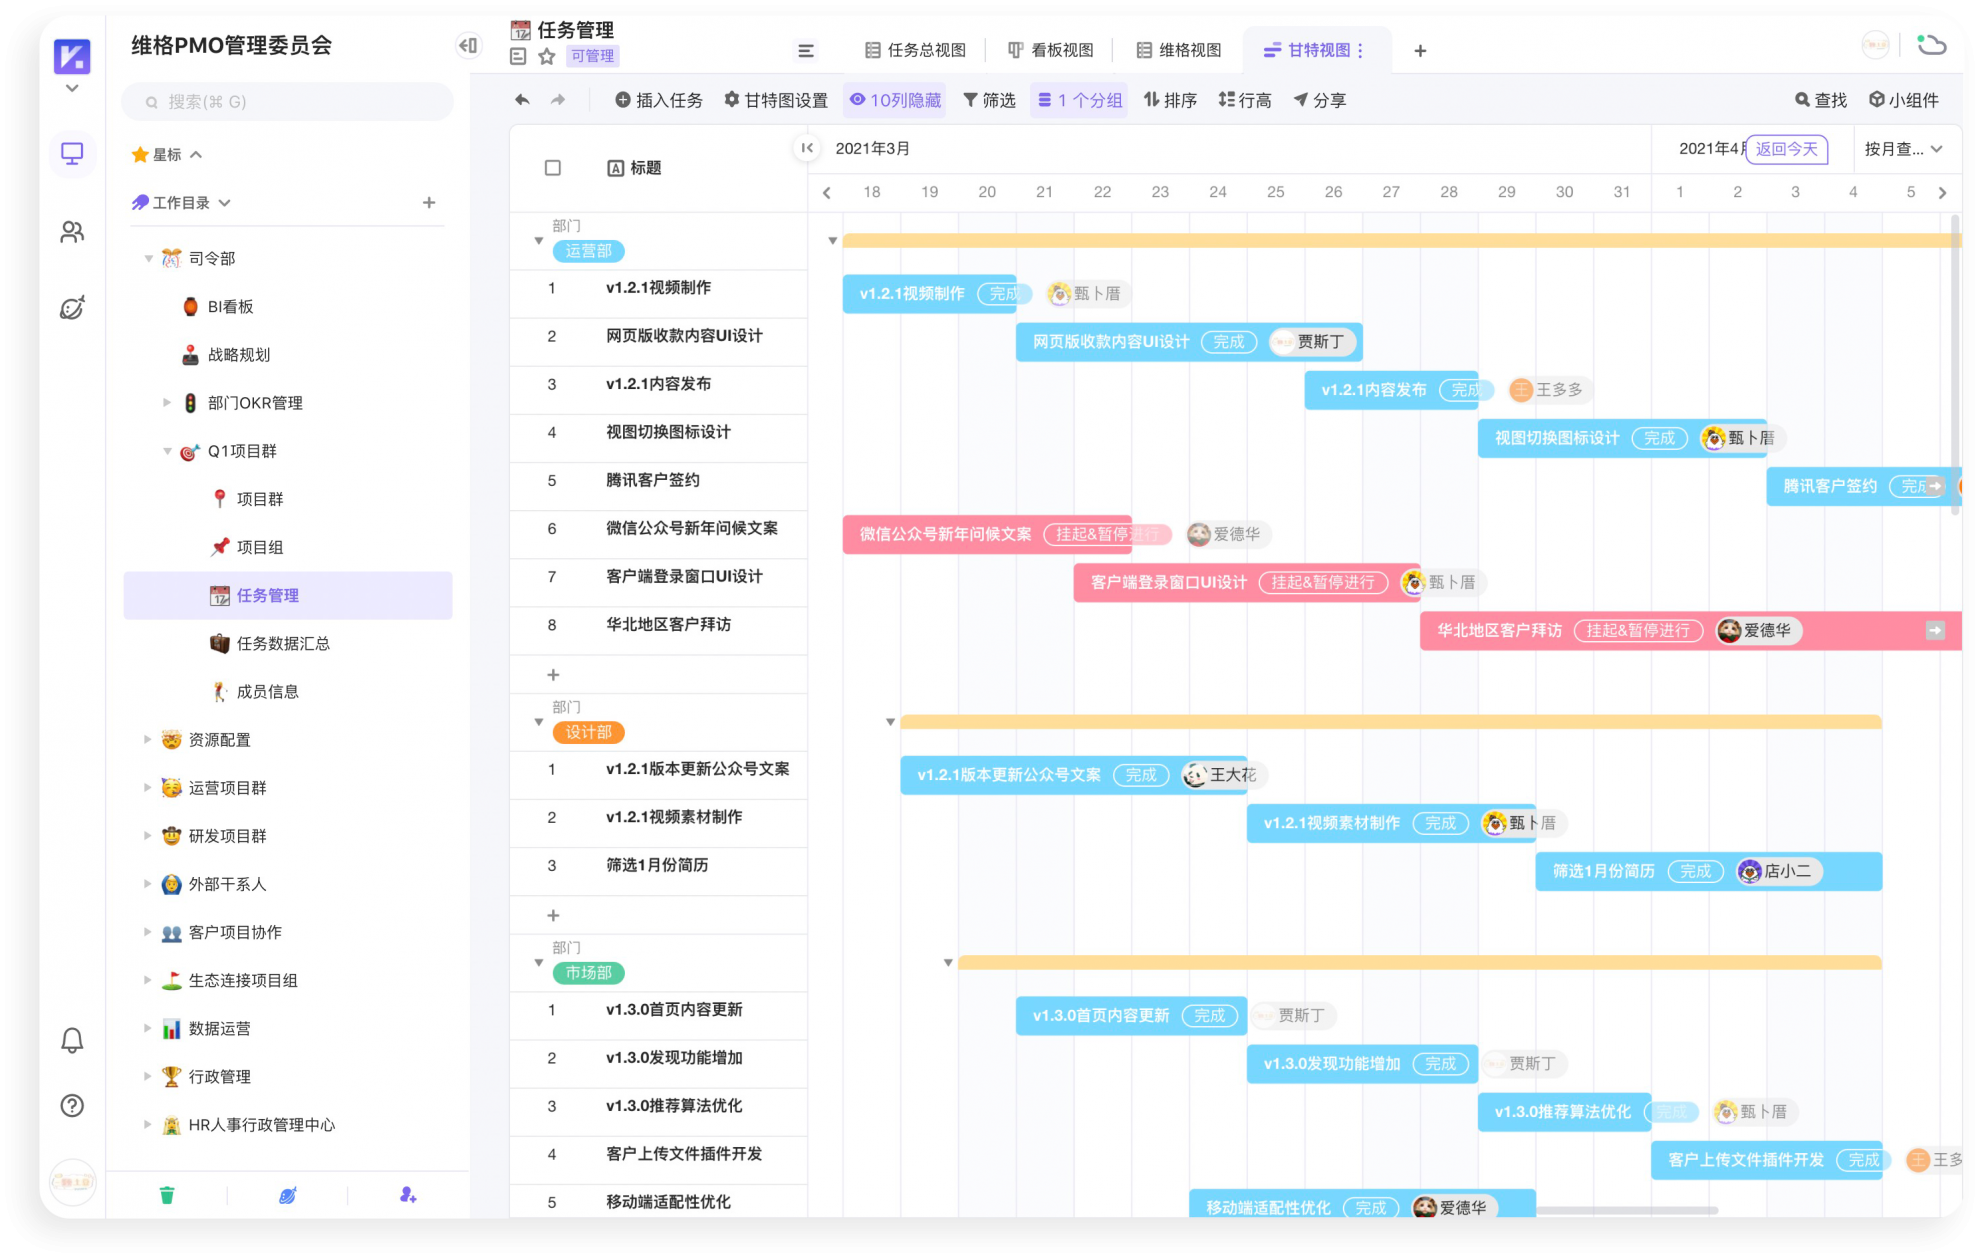 维格PMO管理委员会
搜索(⌘ G)
星标
工作目录
司令部
BI看板
战略规划
部门OKR管理
Q1项目群
项目群
项目组
任务管理
任务数据汇总
成员信息
资源配置
运营项目群
研发项目群
外部干系人
客户项目协作
生态连接项目组
数据运营
行政管理
HR人事行政管理中心
任务管理
可管理
任务总视图
看板视图
维格视图
甘特视图
插入任务
甘特图设置
10列隐藏
筛选
1 个分组
排序
行高
分享
查找
小组件
标题
2021年3月
2021年4月
返回今天
按月查...
18 19 20 21 22 23 24 25 26 27 28 29 30 31 1 2 3 4 5
部门
运营部
1 v1.2.1视频制作
2 网页版收款内容UI设计
3 v1.2.1内容发布
4 视图切换图标设计
5 腾讯客户签约
6 微信公众号新年问候文案
7 客户端登录窗口UI设计
8 华北地区客户拜访
部门
设计部
1 v1.2.1版本更新公众号文案
2 v1.2.1视频素材制作
3 筛选1月份简历
部门
市场部
1 v1.3.0首页内容更新
2 v1.3.0发现功能增加
3 v1.3.0推荐算法优化
4 客户上传文件插件开发
5 移动端适配性优化
v1.2.1视频制作 完成 甄卜厝
网页版收款内容UI设计 完成 贾斯丁
v1.2.1内容发布 完成 王 王多多
视图切换图标设计 完成 甄卜厝
腾讯客户签约 完成
微信公众号新年问候文案 挂起&暂停进行 爱德华
客户端登录窗口UI设计 挂起&暂停进行 甄卜厝
华北地区客户拜访 挂起&暂停进行 爱德华
v1.2.1版本更新公众号文案 完成 王大花
v1.2.1视频素材制作 完成 甄卜厝
筛选1月份简历 完成 店小二
v1.3.0首页内容更新 完成 贾斯丁
v1.3.0发现功能增加 完成 贾斯丁
v1.3.0推荐算法优化 完成 甄卜厝
客户上传文件插件开发 完成 王 王多
移动端适配性优化 完成 爱德华